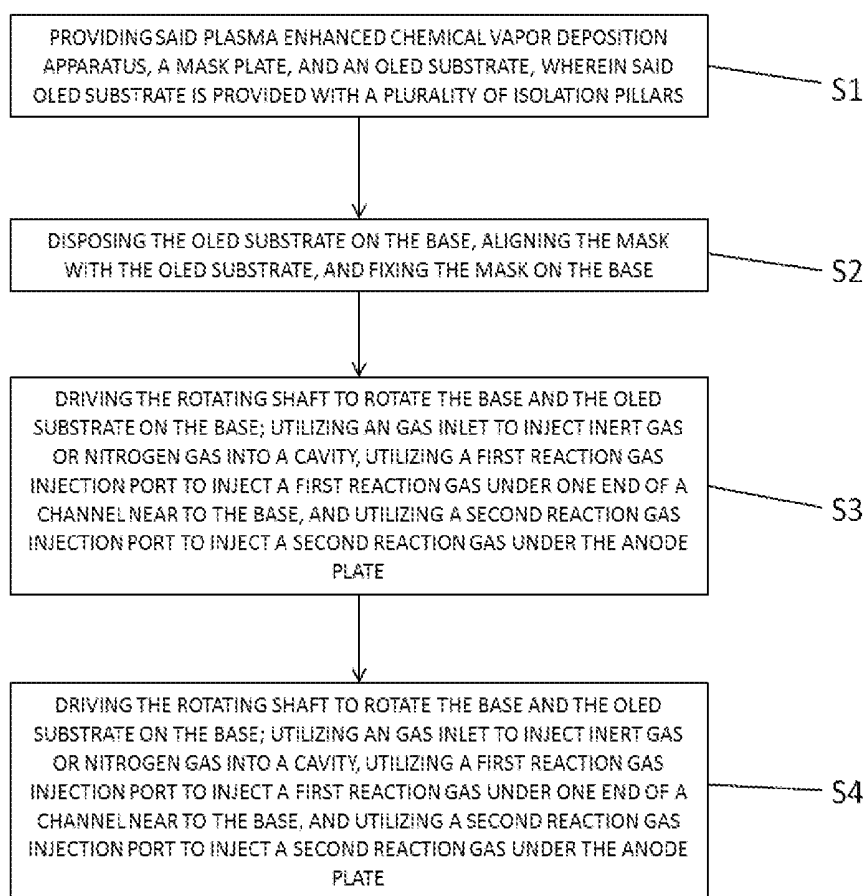 PROVIDING SAID PLASMA ENHANCED CHEMICAL VAPOR DEPOSITION
APPARATUS, A MASK PLATE, AND AN OLED SUBSTRATE, WHEREIN SAID
OLED SUBSTRATE IS PROVIDED WITH A PLURALITY OF ISOLATION PILLARS
S1
DISPOSING THE OLED SUBSTRATE ON THE BASE, ALIGNING THE MASK
WITH THE OLED SUBSTRATE, AND FIXING THE MASK ON THE BASE
S2
DRIVING THE ROTATING SHAFT TO ROTATE THE BASE AND THE OLED
SUBSTRATE ON THE BASE; UTILIZING AN GAS INLET TO INJECT INERT GAS
OR NITROGEN GAS INTO A CAVITY, UTILIZING A FIRST REACTION GAS
INJECTION PORT TO INJECT A FIRST REACTION GAS UNDER ONE END OF A
CHANNEL NEAR TO THE BASE, AND UTILIZING A SECOND REACTION GAS
INJECTION PORT TO INJECT A SECOND REACTION GAS UNDER THE ANODE
PLATE
S3
DRIVING THE ROTATING SHAFT TO ROTATE THE BASE AND THE OLED
SUBSTRATE ON THE BASE; UTILIZING AN GAS INLET TO INJECT INERT GAS
OR NITROGEN GAS INTO A CAVITY, UTILIZING A FIRST REACTION GAS
INJECTION PORT TO INJECT A FIRST REACTION GAS UNDER ONE END OF A
CHANNEL NEAR TO THE BASE, AND UTILIZING A SECOND REACTION GAS
INJECTION PORT TO INJECT A SECOND REACTION GAS UNDER THE ANODE
PLATE
S4